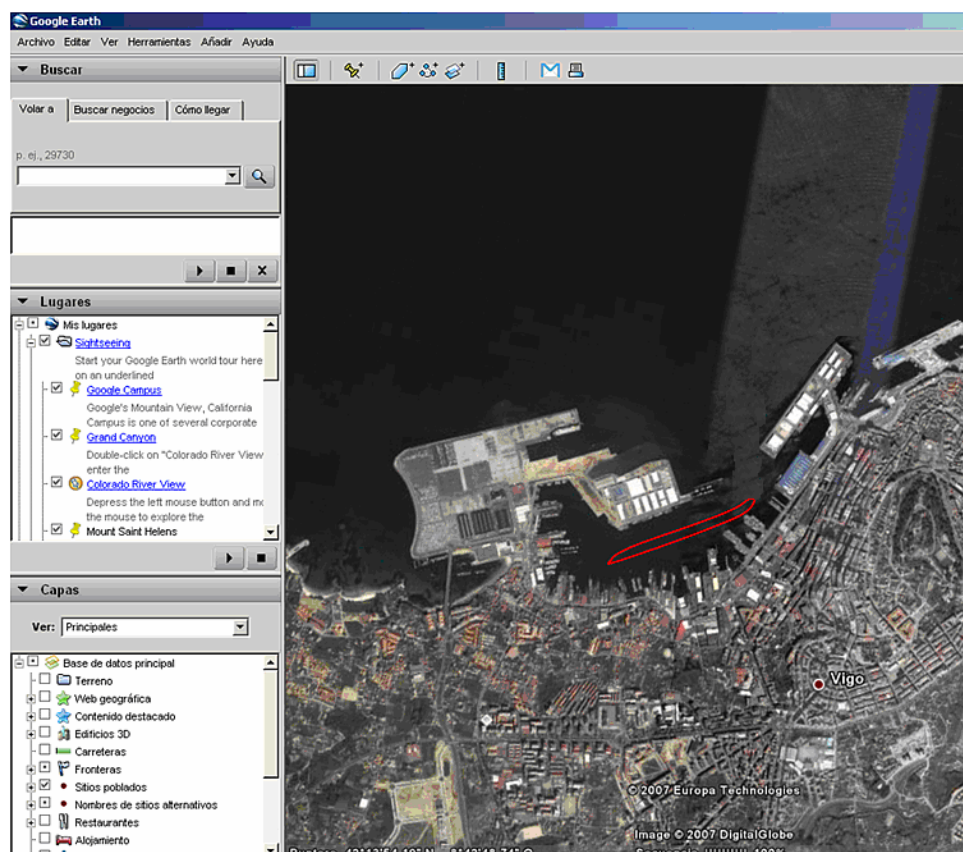 Google Earth
Archivo Editar Ver Herramientas Añadir Ayuda
Buscar
Volar a Buscar negocios Cómo llegar
p. ej., 29730
Lugares
Mis lugares
Sightseeing
Start your Google Earth world tour here
on an underlined
Google Campus
Google's Mountain View, California
Campus is one of several corporate
Grand Canyon
Double-click on "Colorado River View
enter the
Colorado River View
Depress the left mouse button and mo
the mouse to explore the
Mount Saint Helens
Capas
Ver: Principales
Base de datos principal
Terreno
Web geográfica
Contenido destacado
Edificios 3D
Carreteras
Fronteras
Sitios poblados
Nombres de sitios alternativos
Restaurantes
Alojamiento
Vigo
© 2007 Europa Technologies
Image © 2007 DigitalGlobe